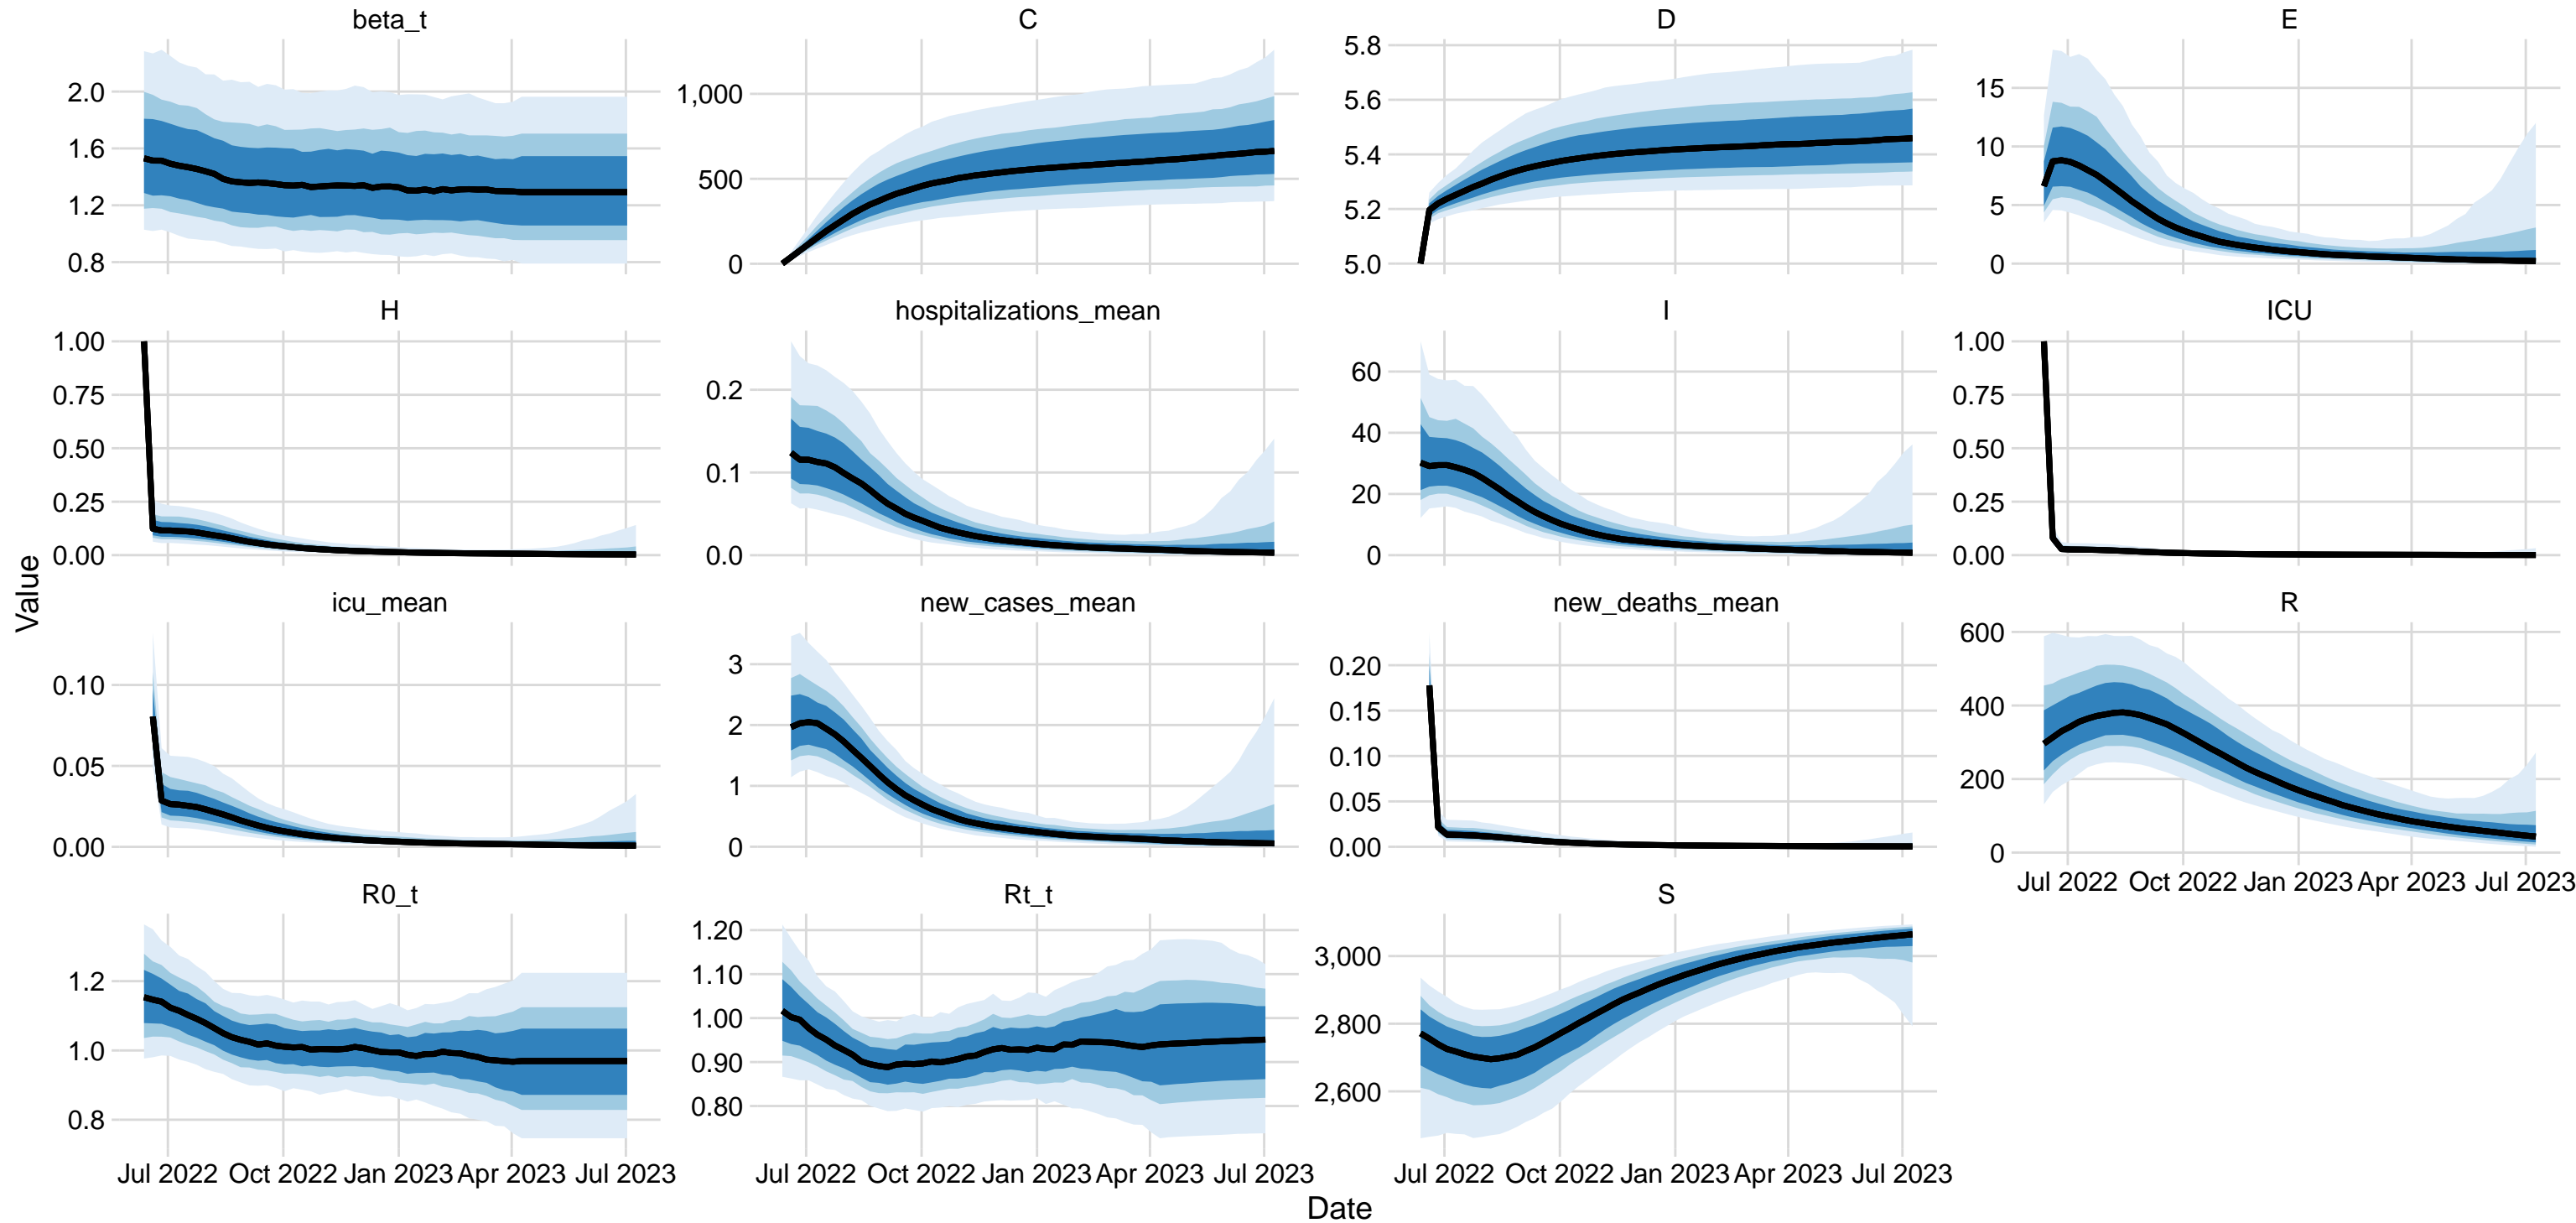 beta_t
C
D
E
2.0
1.6
1.2
0.8
1,000
500
0
5.8
5.6
5.4
5.2
5.0
15
10
5
0
H
hospitalizations_mean
I
ICU
1.00
0.75
0.50
0.25
0.00
0.2
0.1
0.0
60
40
20
0
1.00
0.75
0.50
0.25
0.00
Value
icu_mean
new_cases_mean
new_deaths_mean
R
0.10
0.05
0.00
3
2
1
0
0.20
0.15
0.10
0.05
0.00
600
400
200
0
Jul 2022 Oct 2022 Jan 2023 Apr 2023 Jul 2023
R0_t
Rt_t
S
1.2
1.0
0.8
1.20
1.10
1.00
0.90
0.80
3,000
2,800
2,600
Jul 2022 Oct 2022 Jan 2023 Apr 2023 Jul 2023
Jul 2022 Oct 2022 Jan 2023 Apr 2023 Jul 2023
Jul 2022 Oct 2022 Jan 2023 Apr 2023 Jul 2023
Date